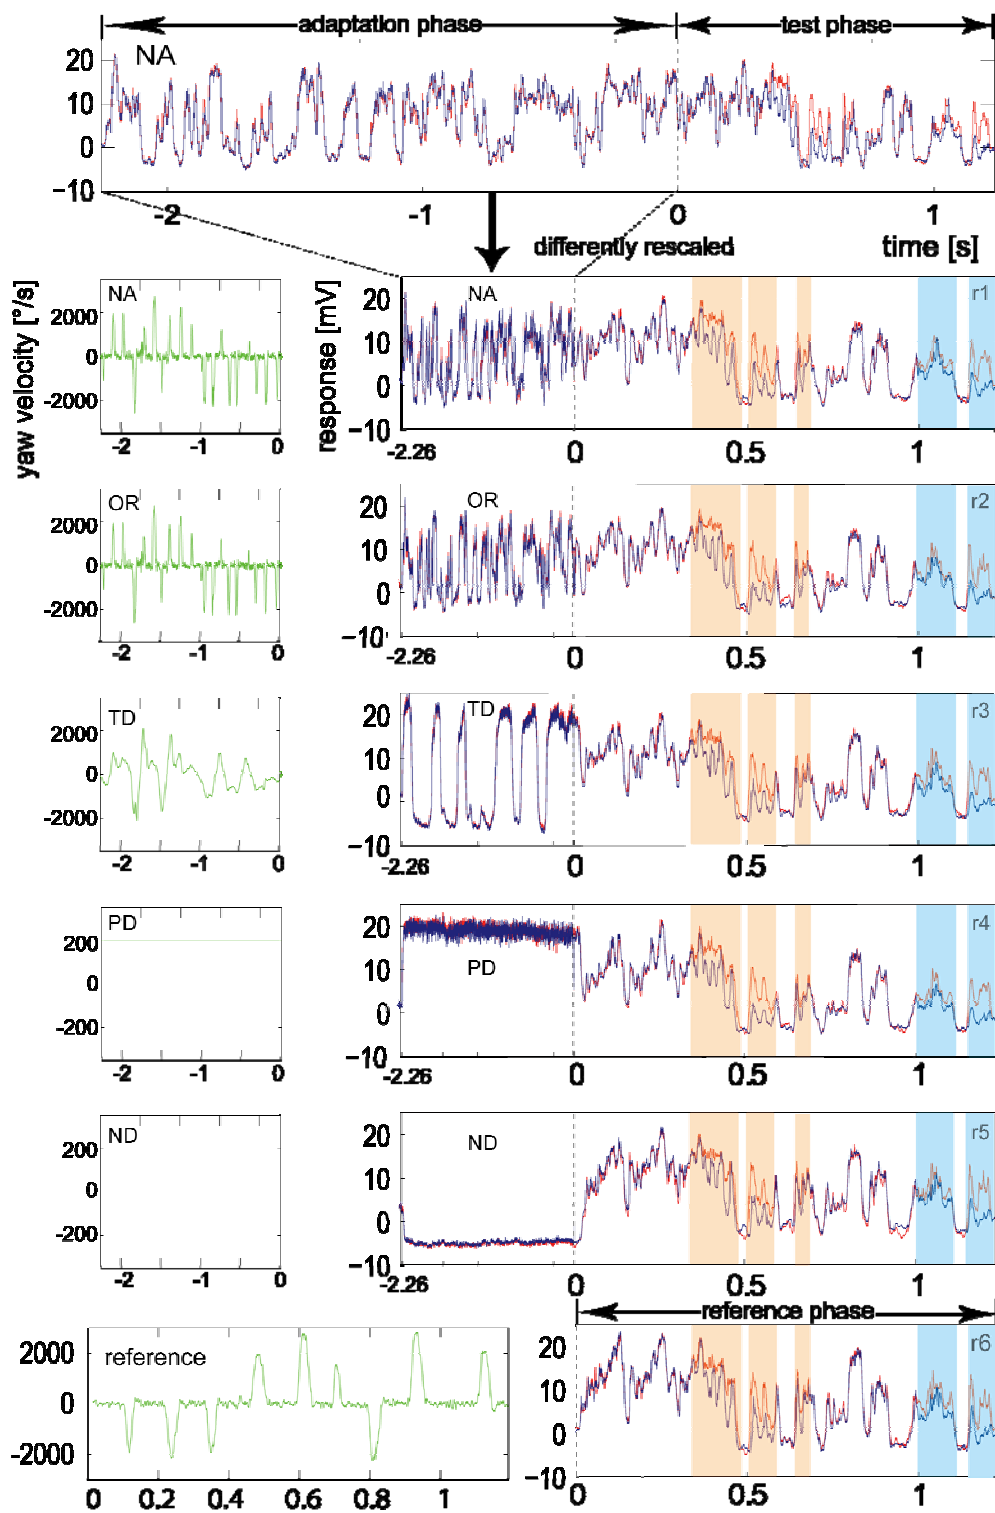 adaptation phase test phase
NA
20
10
0
−10
-2 -1 0 1
differently rescaled time [s]
yaw velocity [°/s]
NA
2000
0
-2000
-2 -1 0
response [mV]
NA r1
20
10
0
−10
-2.26 0 0.5 1
OR
2000
0
-2000
-2 -1 0
OR r2
20
10
0
−10
-2.26 0 0.5 1
TD
2000
0
-2000
-2 -1 0
TD r3
20
10
0
−10
-2.26 0 0.5 1
PD
200
0
-200
-2 -1 0
PD r4
20
10
0
−10
-2.26 0 0.5 1
ND
200
0
-200
-2 -1 0
ND r5
20
10
0
−10
-2.26 0 0.5 1
reference
2000
0
-2000
0 0.2 0.4 0.6 0.8 1
reference phase
r6
20
10
0
−10
0 0.5 1